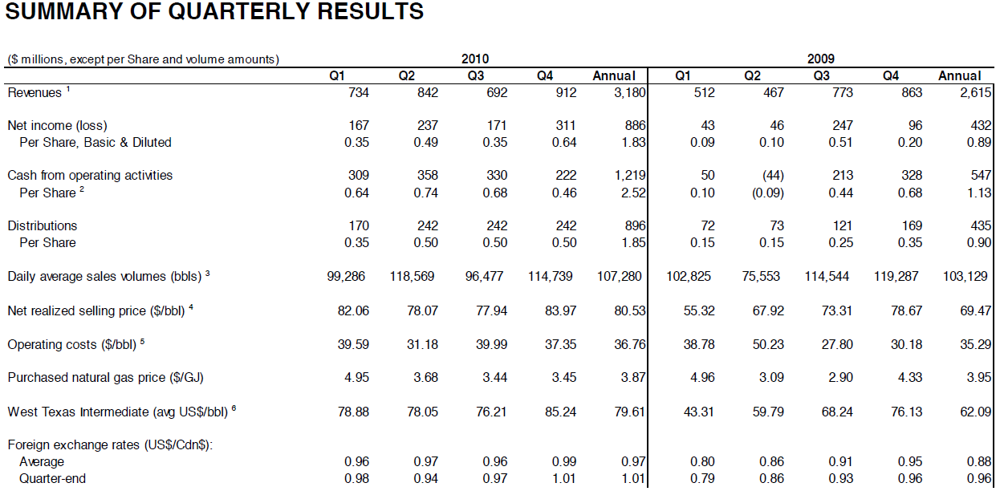 SUMMARY OF QUARTERLY RESULTS
($ millions, except per Share and volume amounts) 2010 2009
Q1 Q2 Q3 Q4 Annual Q1 Q2 Q3 Q4 Annual
Revenues 1 734 842 692 912 3,180 512 467 773 863 2,615
Net income (loss) 167 237 171 311 886 43 46 247 96 432
Per Share, Basic & Diluted 0.35 0.49 0.35 0.64 1.83 0.09 0.10 0.51 0.20 0.89
Cash from operating activities 309 358 330 222 1,219 50 (44) 213 328 547
Per Share 2 0.64 0.74 0.68 0.46 2.52 0.10 (0.09) 0.44 0.68 1.13
Distributions 170 242 242 242 896 72 73 121 169 435
Per Share 0.35 0.50 0.50 0.50 1.85 0.15 0.15 0.25 0.35 0.90
Daily average sales volumes (bbls) 3 99,286 118,569 96,477 114,739 107,280 102,825 75,553 114,544 119,287 103,129
Net realized selling price ($/bbl) 4 82.06 78.07 77.94 83.97 80.53 55.32 67.92 73.31 78.67 69.47
Operating costs ($/bbl) 5 39.59 31.18 39.99 37.35 36.76 38.78 50.23 27.80 30.18 35.29
Purchased natural gas price ($/GJ) 4.95 3.68 3.44 3.45 3.87 4.96 3.09 2.90 4.33 3.95
West Texas Intermediate (avg US$/bbl) 6 78.88 78.05 76.21 85.24 79.61 43.31 59.79 68.24 76.13 62.09
Foreign exchange rates (US$/Cdn$):
Average 0.96 0.97 0.96 0.99 0.97 0.80 0.86 0.91 0.95 0.88
Quarter-end 0.98 0.94 0.97 1.01 1.01 0.79 0.86 0.93 0.96 0.96